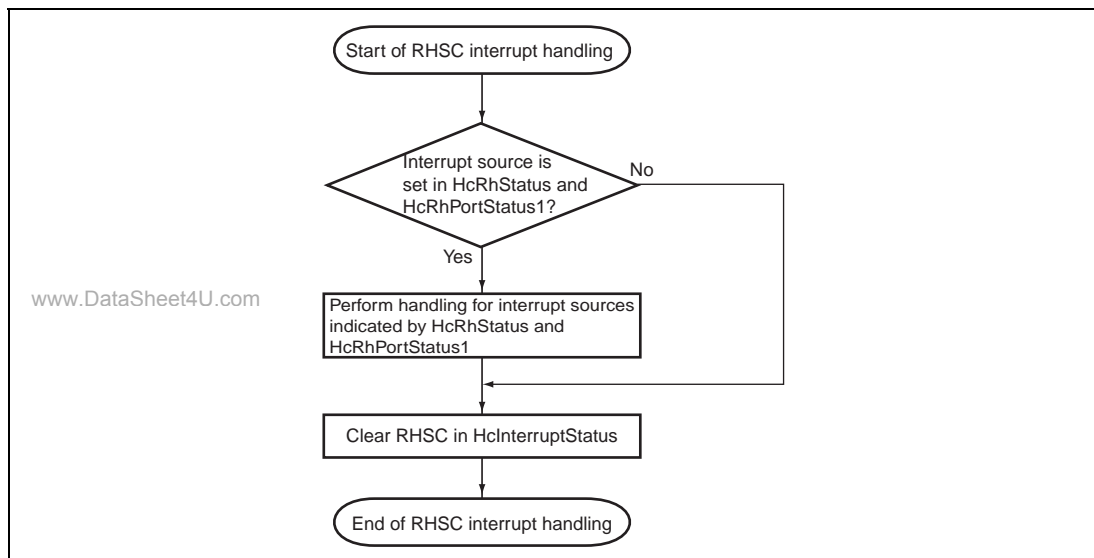 Start of RHSC interrupt handling
Interrupt source is
set in HcRhStatus and
HcRhPortStatus1?
No
Yes
www.DataSheet4U.com
Perform handling for interrupt sources
indicated by HcRhStatus and
HcRhPortStatus1
Clear RHSC in HcInterruptStatus
End of RHSC interrupt handling